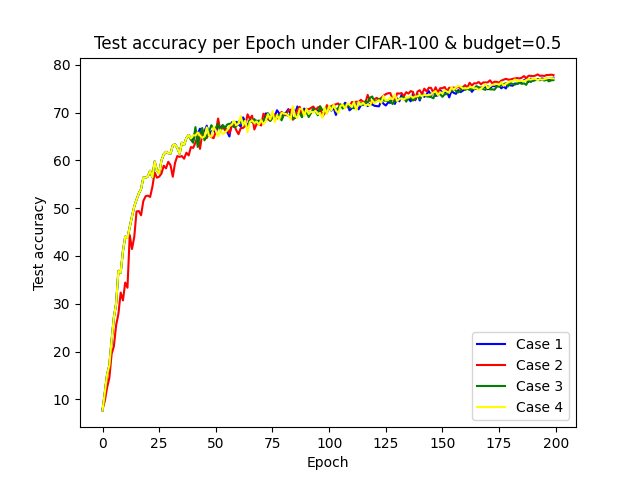 Test accuracy per Epoch under CIFAR-100 & budget=0.5
80
70
60
50
40
30
20
10
Test accuracy
0 25 50 75 100 125 150 175 200
Epoch
Case 1
Case 2
Case 3
Case 4